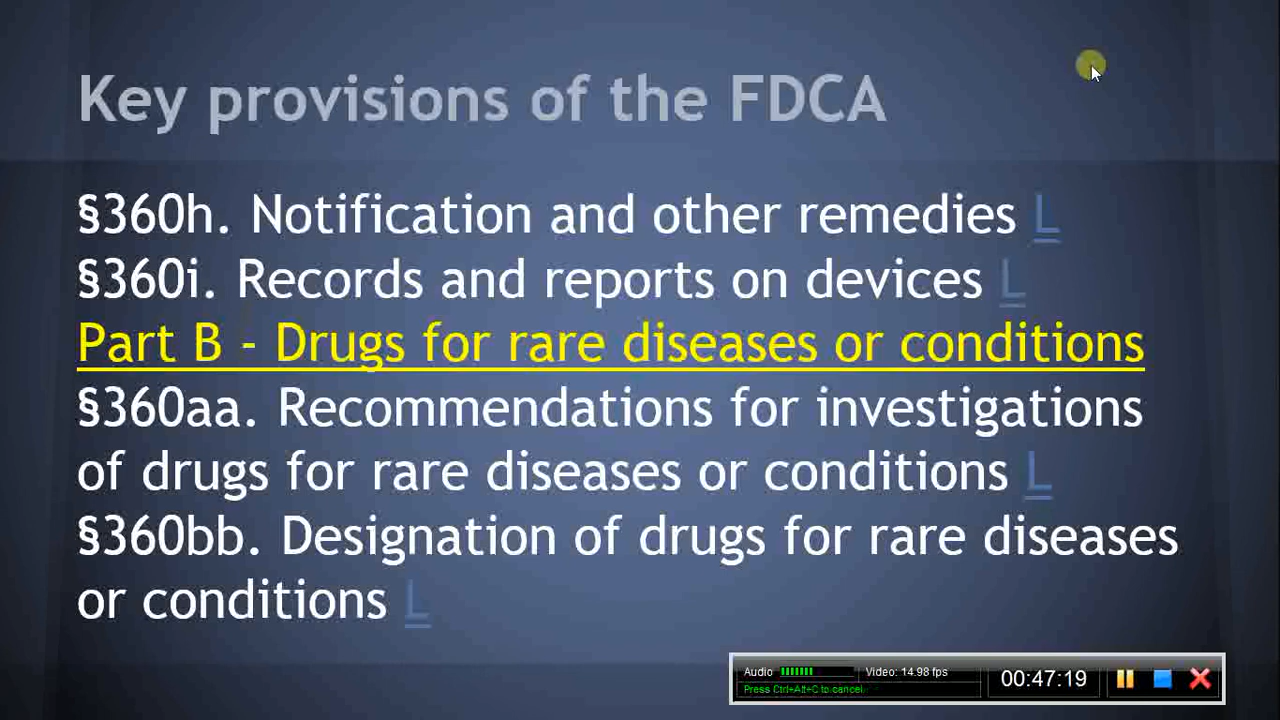 Key provisions of the FDCA
§360h. Notification and other remedies L
§360i. Records and reports on devices L
Part B - Drugs for rare diseases or conditions
§360aa. Recommendations for investigations
of drugs for rare diseases or conditions L
§360bb. Designation of drugs for rare diseases
or conditions L
Audio Video: 14.98 fps
Press Ctrl+Alt+C to cancel.
00:47:19